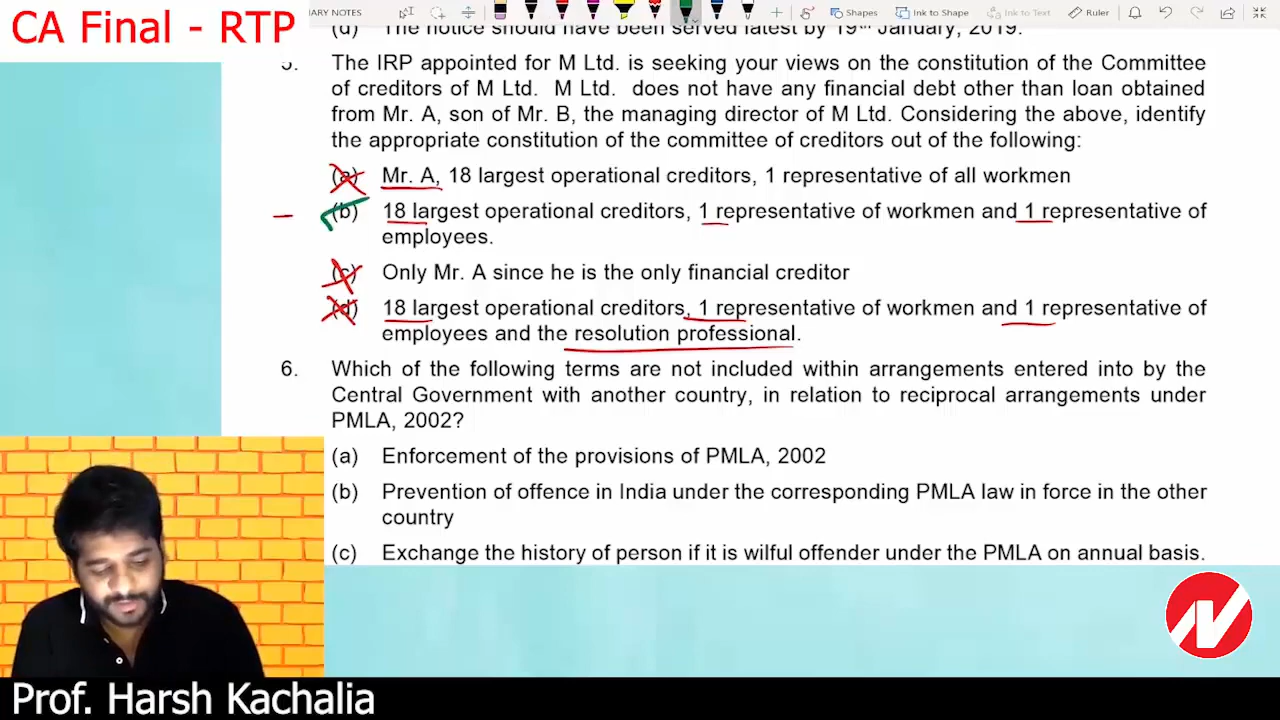 CA Final - RTP
MARY NOTES
Shapes
Ink to Shape
Ink to Text
Ruler
(d) The notice should have been served latest by 19th January, 2019.
5. The IRP appointed for M Ltd. is seeking your views on the constitution of the Committee
of creditors of M Ltd. M Ltd. does not have any financial debt other than loan obtained
from Mr. A, son of Mr. B, the managing director of M Ltd. Considering the above, identify
the appropriate constitution of the committee of creditors out of the following:
(a) Mr. A, 18 largest operational creditors, 1 representative of all workmen
(b) 18 largest operational creditors, 1 representative of workmen and 1 representative of
employees.
(c) Only Mr. A since he is the only financial creditor
(d) 18 largest operational creditors, 1 representative of workmen and 1 representative of
employees and the resolution professional.
6. Which of the following terms are not included within arrangements entered into by the
Central Government with another country, in relation to reciprocal arrangements under
PMLA, 2002?
(a) Enforcement of the provisions of PMLA, 2002
(b) Prevention of offence in India under the corresponding PMLA law in force in the other
country
(c) Exchange the history of person if it is wilful offender under the PMLA on annual basis.
Prof. Harsh Kachalia